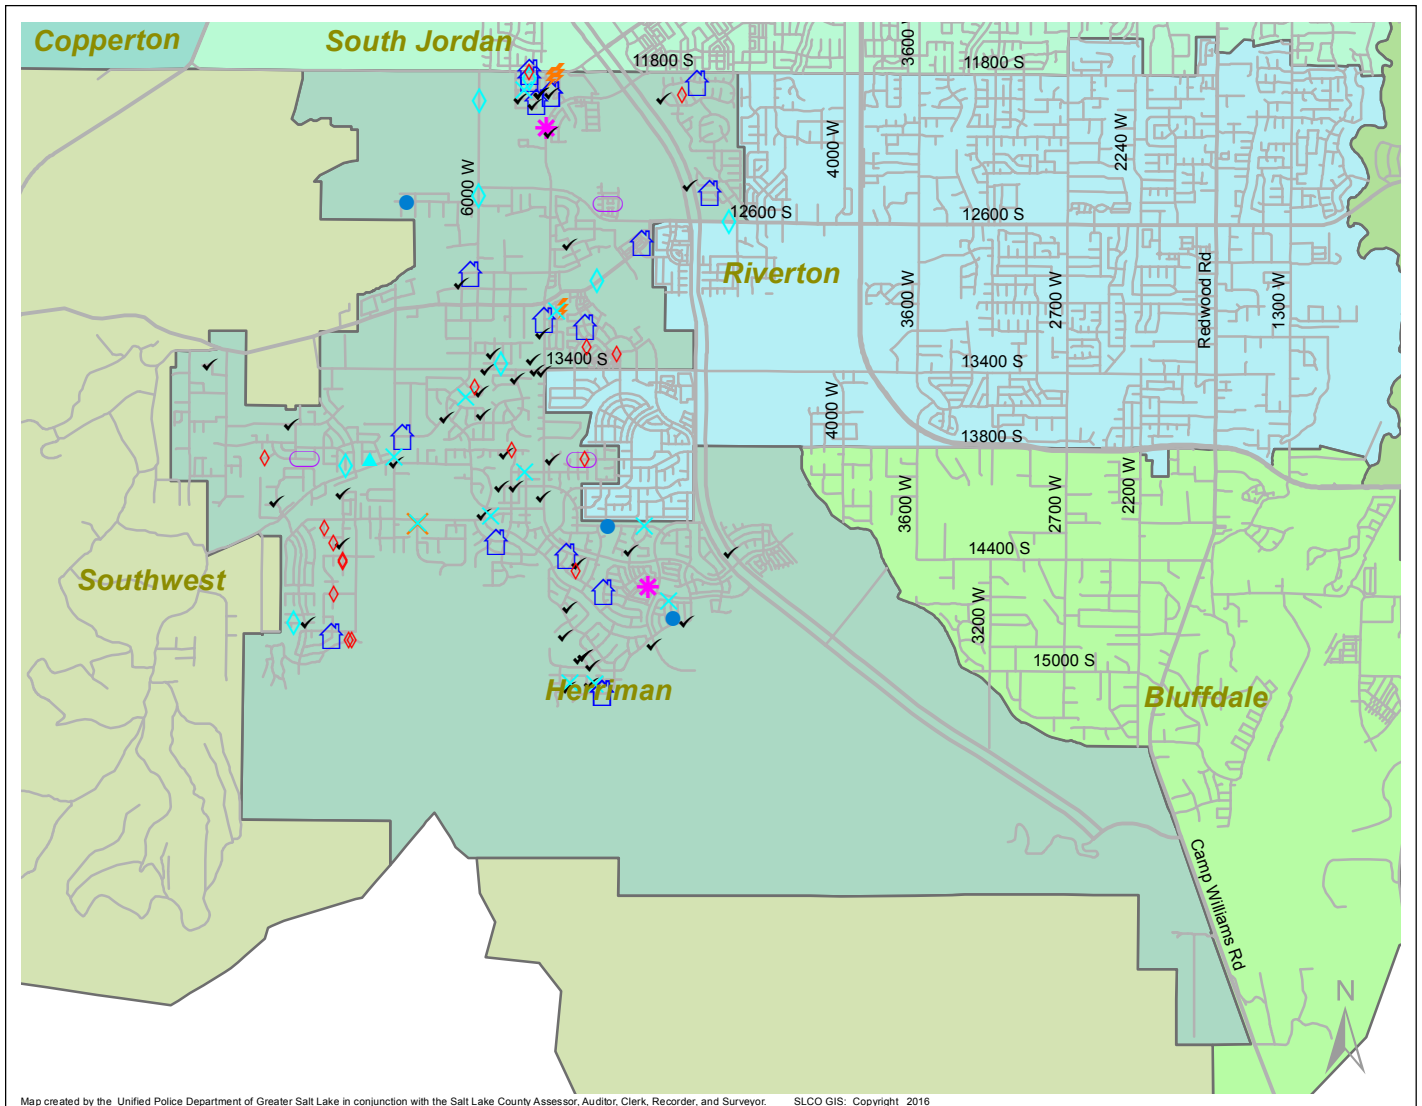 Copperton
South Jordan
3600 W
11800 S
11800 S
4000 W
2240 W
6000 W
12600 S
12600 S
Riverton
3600 W
2700 W
Redwood Rd
1300 W
13400 S
13400 S
4000 W
13800 S
3600 W
2700 W
2200 W
14400 S
Southwest
3200 W
15000 S
Herriman
Bluffdale
Camp Williams Rd
N
Map created by the Unified Police Department of Greater Salt Lake in conjunction with the Salt Lake County Assessor, Auditor, Clerk, Recorder, and Surveyor. SLCO GIS: Copyright 2016